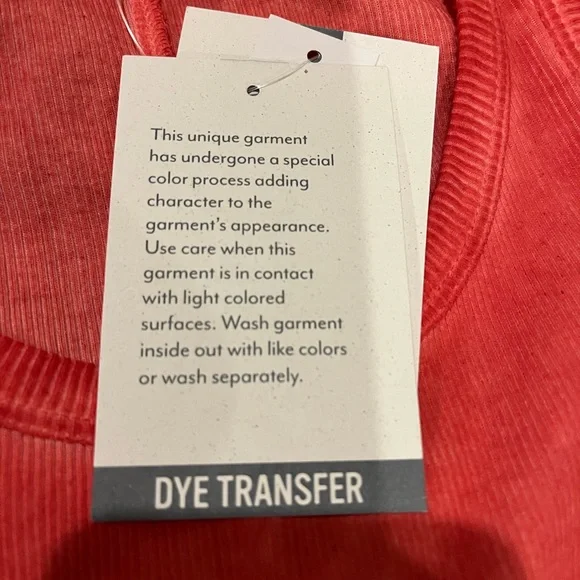 This unique garment
has undergone a special
color process adding
character to the
garment's appearance.
Use care when this
garment is in contact
with light colored
surfaces. Wash garment
inside out with like colors
or wash separately.
DYE TRANSFER